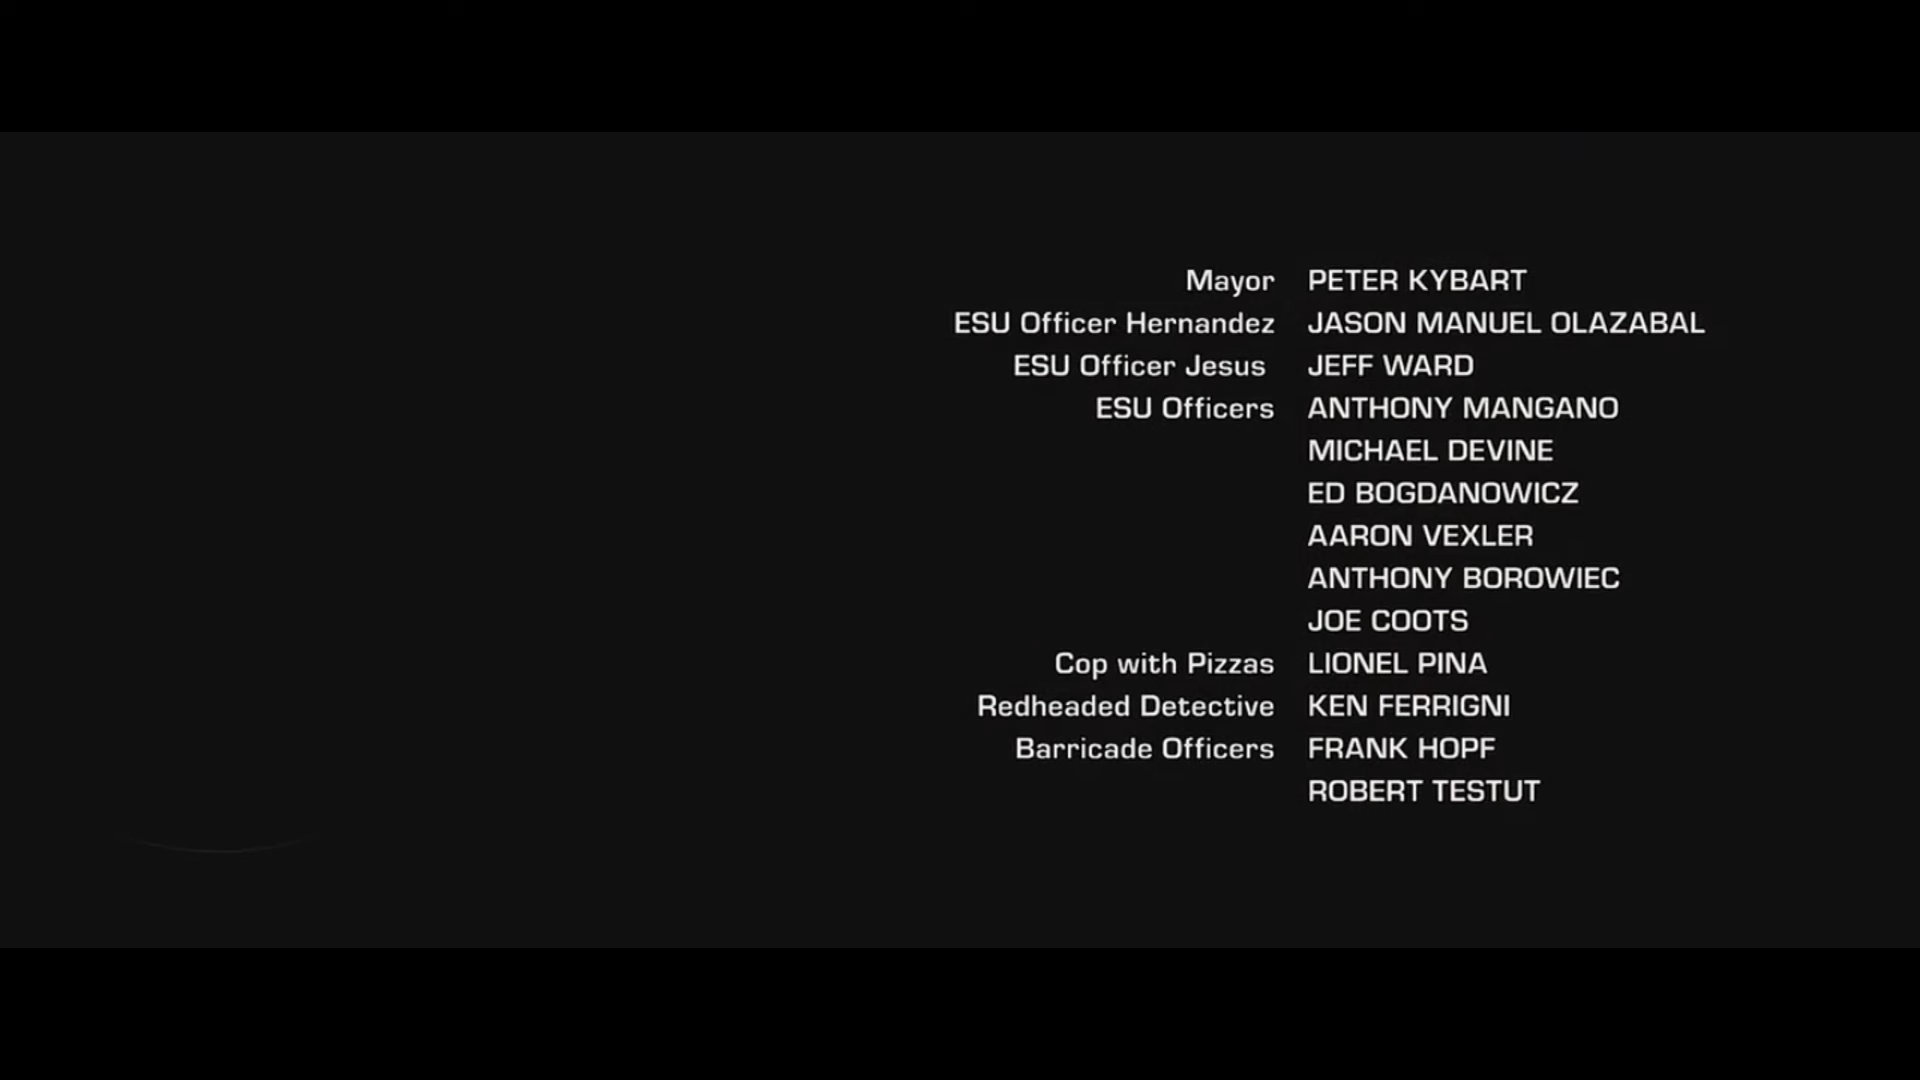 Mayor PETER KYBART
ESU Officer Hernandez JASON MANUEL OLAZABAL
ESU Officer Jesus JEFF WARD
ESU Officers ANTHONY MANGANO
MICHAEL DEVINE
ED BOGDANOWICZ
AARON VEXLER
ANTHONY BOROWIEC
JOE COOTS
Cop with Pizzas LIONEL PINA
Redheaded Detective KEN FERRIGNI
Barricade Officers FRANK HOPF
ROBERT TESTUT